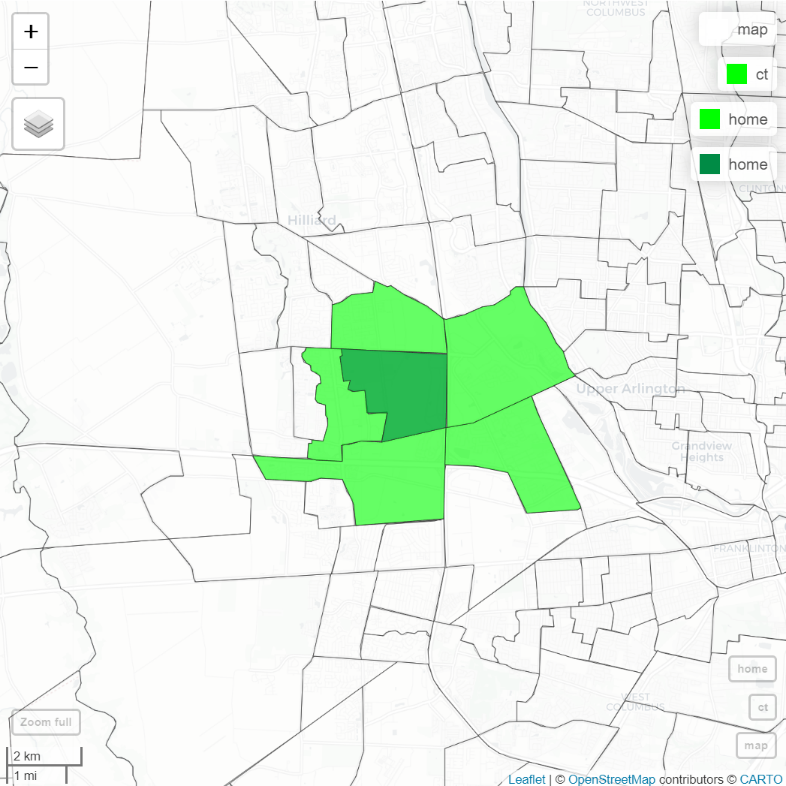 NORTHWEST
COLUMBUS
+
−
map
ct
home
home
CLINTON
Hilliard
Upper Arlington
Grandview
Heights
FRANKLINTON
WEST
COLUMBUS
home
ct
map
Zoom full
2 km
1 mi
Leaflet | © OpenStreetMap contributors © CARTO